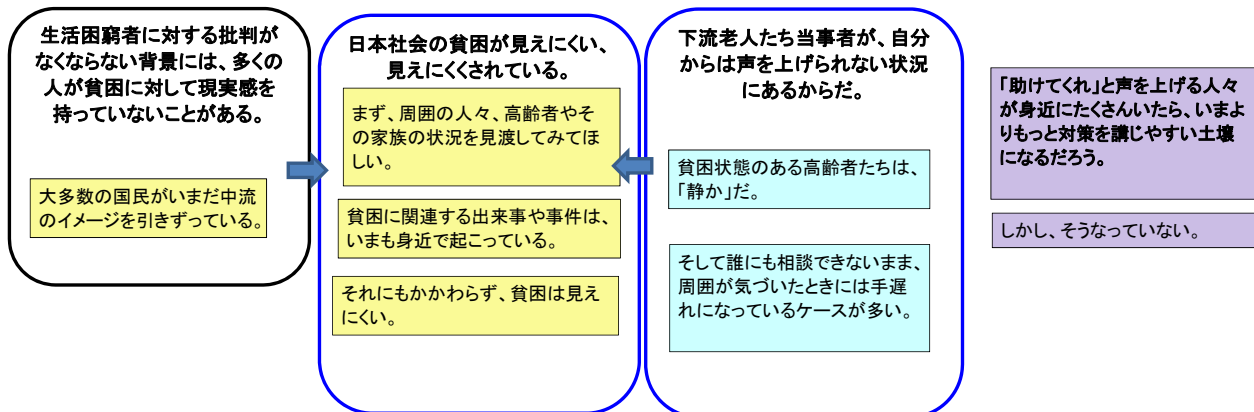 生活困窮者に対する批判が
なくならない背景には、多くの
人が貧困に対して現実感を
持っていないことがある。
大多数の国民がいまだ中流
のイメージを引きずっている。
日本社会の貧困が見えにくい、
見えにくくされている。
まず、周囲の人々、高齢者やそ
の家族の状況を見渡してみてほ
しい。
貧困に関連する出来事や事件は、
いまも身近で起こっている。
それにもかかわらず、貧困は見え
にくい。
下流老人たち当事者が、自分
からは声を上げられない状況
にあるからだ。
貧困状態のある高齢者たちは、
「静か」だ。
そして誰にも相談できないまま、
周囲が気づいたときには手遅
れになっているケースが多い。
「助けてくれ」と声を上げる人々
が身近にたくさんいたら、いまよ
りもっと対策を講じやすい土壌
になるだろう。
しかし、そうなっていない。